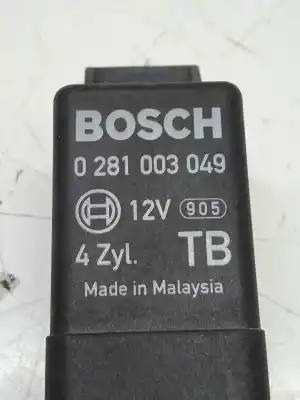 BOSCH
0 281 003 049
12V 905
4 Zyl. TB
Made in Malaysia